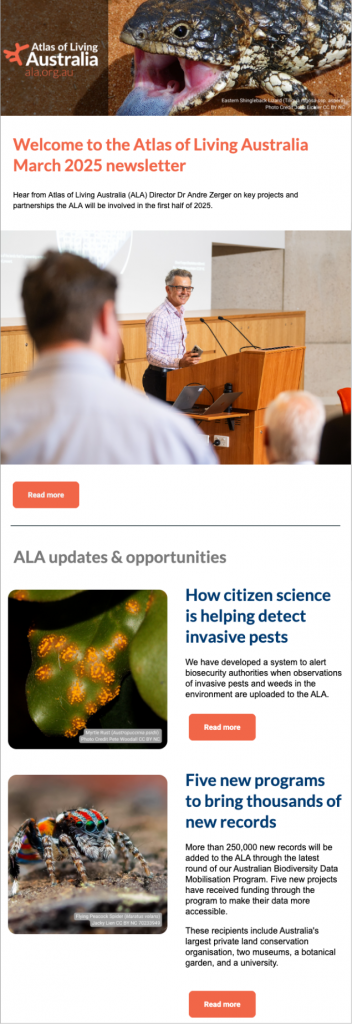 Atlas of Living
Australia
ala.org.au
Eastern Shingleback Lizard
Photo Credit
CC BY NC
Welcome to the Atlas of Living Australia
March 2025 newsletter
Hear from Atlas of Living Australia (ALA) Director Dr Andre Zerger on key projects and
partnerships the ALA will be involved in the first half of 2025.
Read more
ALA updates & opportunities
How citizen science
is helping detect
invasive pests
We have developed a system to alert
biosecurity authorities when observations
of invasive pests and weeds in the
environment are uploaded to the ALA.
Myrtle Rust (Austropuccinia psidii)
Photo Credit Pete Woodall CC BY NC
Read more
Five new programs
to bring thousands of
new records
More than 250,000 new records will be
added to the ALA through the latest
round of our Australian Biodiversity Data
Mobilisation Program. Five new projects
have received funding through the
program to make their data more
accessible.
Flying Peacock Spider (Maratus volans)
CC BY NC
These recipients include Australia's
largest private land conservation
organisation, two museums, a botanical
garden, and a university.
Read more